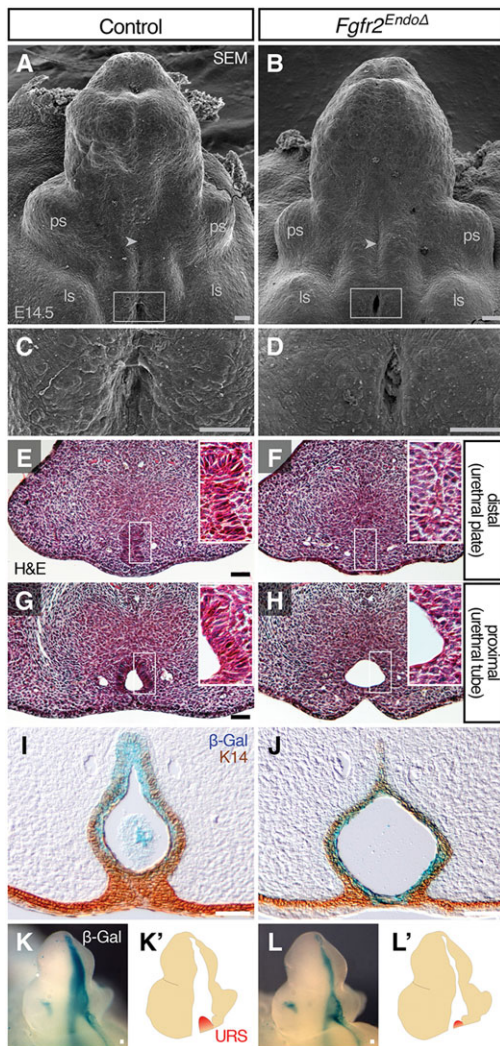 Control
Fgfr2EndoΔ
A
SEM
B
ps
ps
ps
ps
ls
ls
ls
ls
E14.5
C
D
E
F
H&E
distal
(urethral plate)
G
H
proximal
(urethral tube)
I
β-Gal
K14
J
K
β-Gal
K'
URS
L
L'